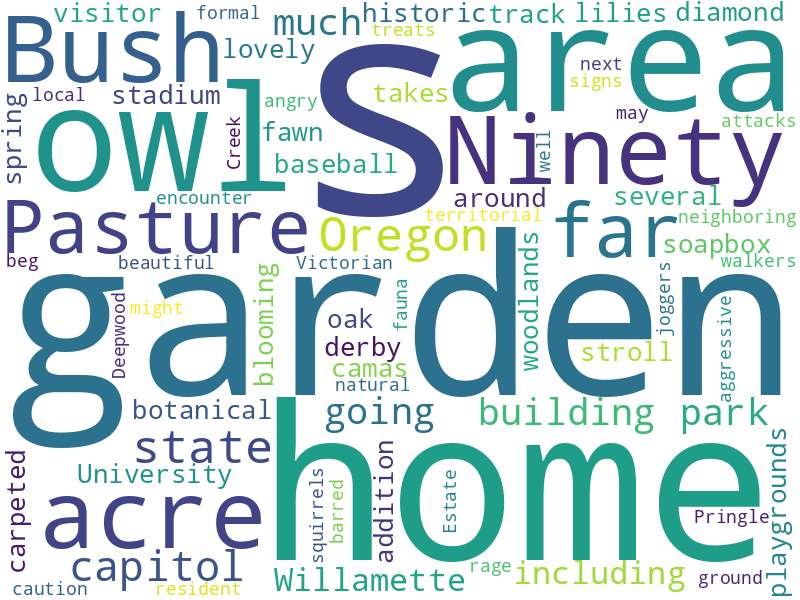 visitor formal much historic track lilies diamond
Bush lovely treats area
next
signs
local stadium angry takes may
spring owl S Ninety attacks
Creek fawn well
baseball around several
encounter
Pasture Oregon territorial far neighboring
soapbox
beg beautiful Victorian walkers
garden
Deepwood might blooming oak fauna woodlands joggers aggressive
derby stroll
camas
natural
botanical going building park
state home
carpeted University squirrels barred addition Estate playgrounds
acre Pringle
capitol rage including ground
Willamette
caution resident